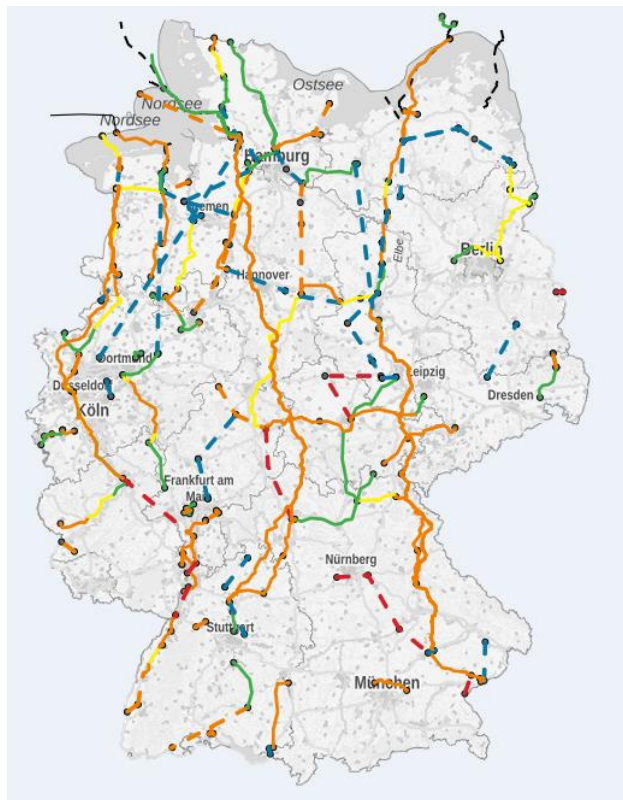 Ostsee
Nordsee
Nordsee
Hamburg
Bremen
Elbe
Berlin
Hannover
Dortmund
Düsseldorf
Leipzig
Dresden
Köln
Frankfurt am
Main
Nürnberg
Stuttgart
München